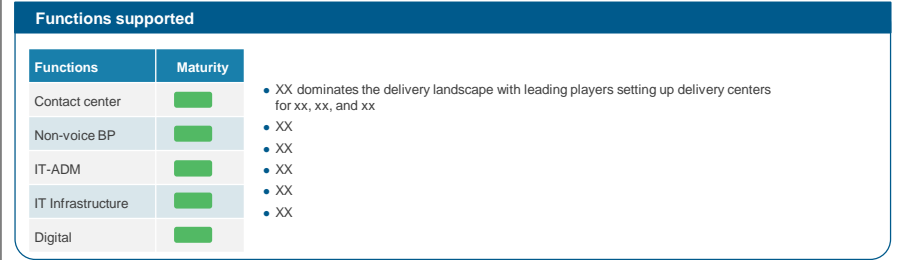 Functions supported
Functions Maturity
Contact center
Non-voice BP
IT-ADM
IT Infrastructure
Digital
• XX dominates the delivery landscape with leading players setting up delivery centers
for xx, xx, and xx
• XX
• XX
• XX
• XX
• XX